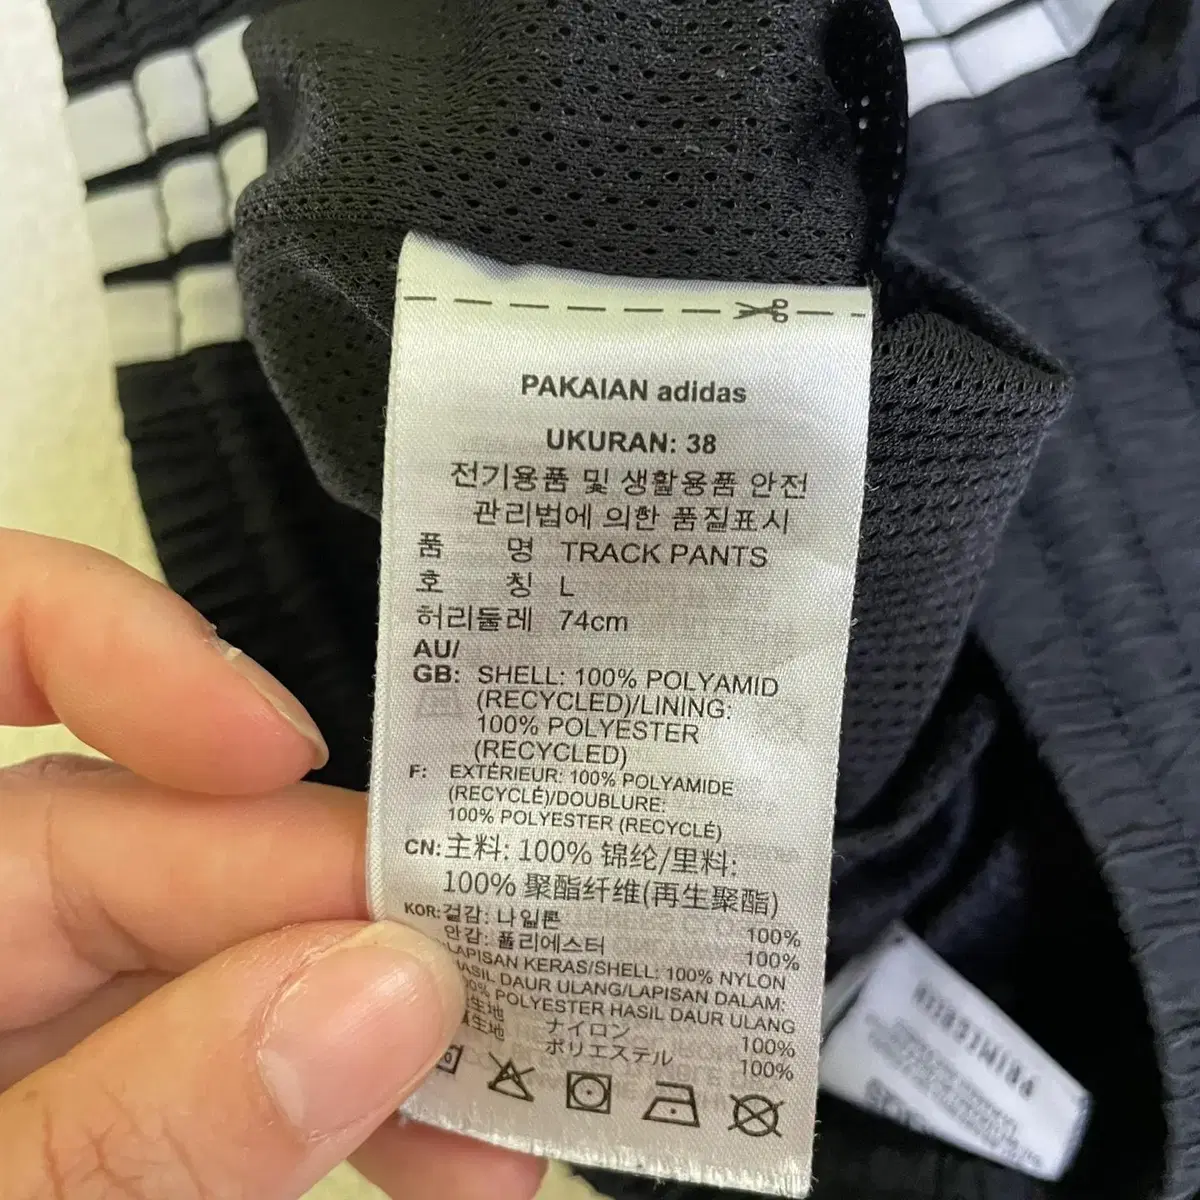 PAKAIAN adidas
UKURAN: 38
전기용품 및 생활용품 안전
관리법에 의한 품질표시
품 명 TRACK PANTS
호 칭 L
허리둘레 74cm
AU/
GB: SHELL: 100% POLYAMID
(RECYCLED)/LINING:
100% POLYESTER
(RECYCLED)
F: EXTÉRIEUR: 100% POLYAMIDE
(RECYCLÉ)/DOUBLURE:
100% POLYESTER (RECYCLÉ)
CN: 主料: 100% 锦纶/里料:
100% 聚酯纤维(再生聚酯)
KOR: 겉감: 나일론 100%
안감: 폴리에스터 100%
LAPISAN KERAS/SHELL: 100% NYLON
HASIL DAUR ULANG/LAPISAN DALAM:
POLYESTER HASIL DAUR ULANG
生地 ナイロン 100%
生地 ポリエステル 100%
PRIMEGREEN